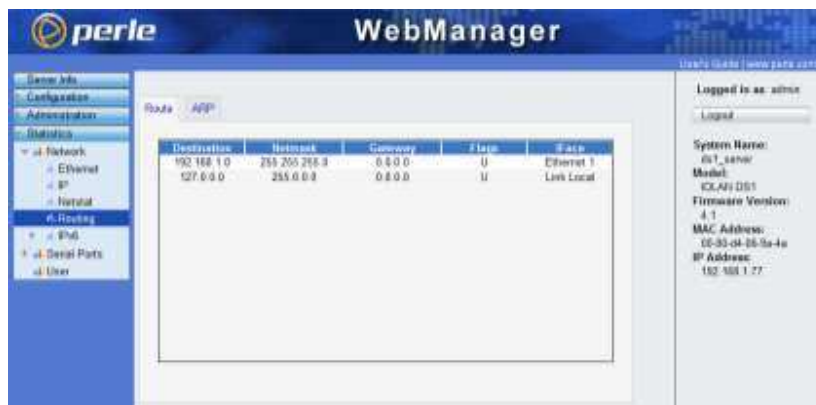 perle
WebManager
User's Guide | www.perle.com
Server Info
Configuration
Administration
Statistics
Network
Ethernet
IP
Netstat
Routing
IPv6
Serial Ports
User
Route ARP
Destination Netmask Gateway Flags IFace
192.168.1.0 255.255.255.0 0.0.0.0 U Ethernet 1
127.0.0.0 255.0.0.0 0.0.0.0 U Link Local
Logged in as: admin
Logout
System Name:
ds1_server
Model:
IOLAN DS1
Firmware Version:
4.1
MAC Address:
IP Address:
192.168.1.77